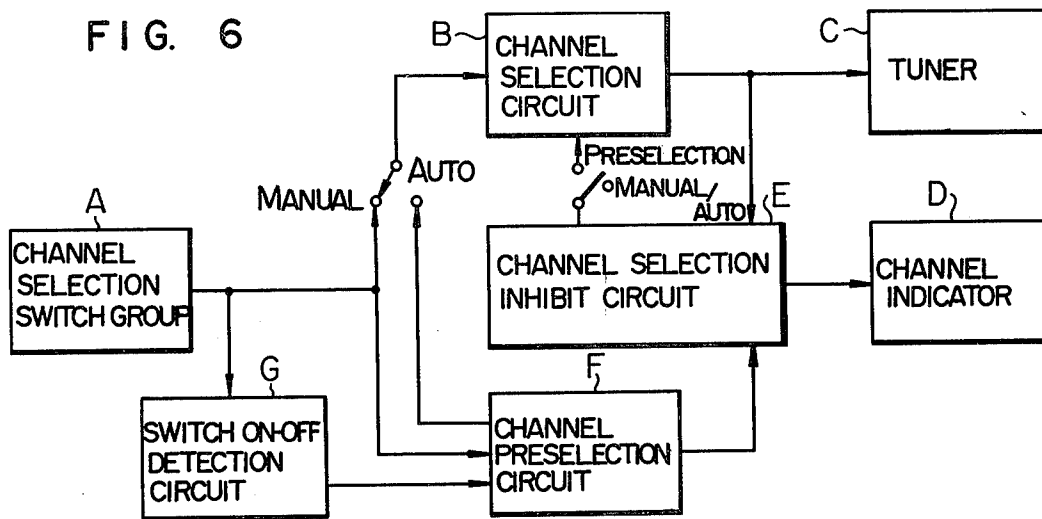 FIG. 6
B
CHANNEL
SELECTION
CIRCUIT
C
TUNER
PRESELECTION
MANUAL/
AUTO
MANUAL
AUTO
A
CHANNEL
SELECTION
SWITCH GROUP
E
CHANNEL SELECTION
INHIBIT CIRCUIT
D
CHANNEL
INDICATOR
G
SWITCH ON-OFF
DETECTION
CIRCUIT
F
CHANNEL
PRESELECTION
CIRCUIT